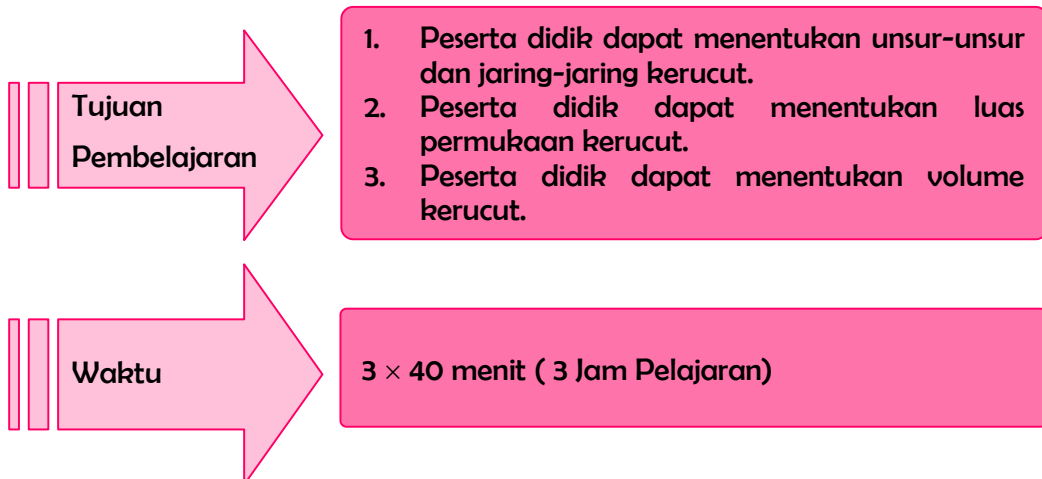 Tujuan
Pembelajaran
1. Peserta didik dapat menentukan unsur-unsur
dan jaring-jaring kerucut.
2. Peserta didik dapat menentukan luas
permukaan kerucut.
3. Peserta didik dapat menentukan volume
kerucut.
Waktu
3 × 40 menit ( 3 Jam Pelajaran)